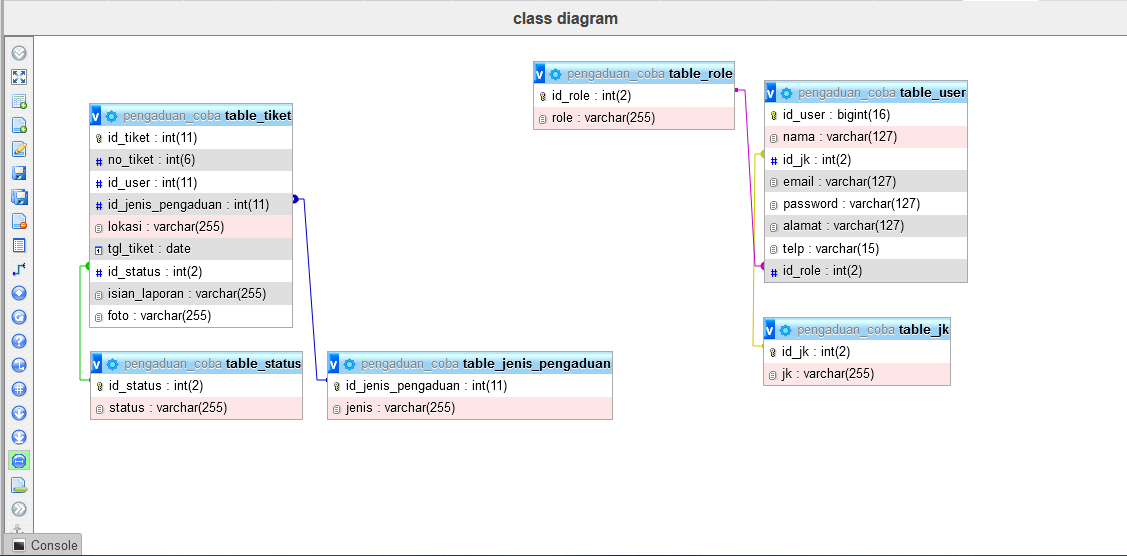 class diagram
pengaduan_coba table_tiket
id_tiket : int(11)
no_tiket : int(6)
id_user : int(11)
id_jenis_pengaduan : int(11)
lokasi : varchar(255)
tgl_tiket : date
id_status : int(2)
isian_laporan : varchar(255)
foto : varchar(255)
pengaduan_coba table_status
id_status : int(2)
status : varchar(255)
pengaduan_coba table_jenis_pengaduan
id_jenis_pengaduan : int(11)
jenis : varchar(255)
pengaduan_coba table_role
id_role : int(2)
role : varchar(255)
pengaduan_coba table_user
id_user : bigint(16)
nama : varchar(127)
id_jk : int(2)
email : varchar(127)
password : varchar(127)
alamat : varchar(127)
telp : varchar(15)
id_role : int(2)
pengaduan_coba table_jk
id_jk : int(2)
jk : varchar(255)
Console